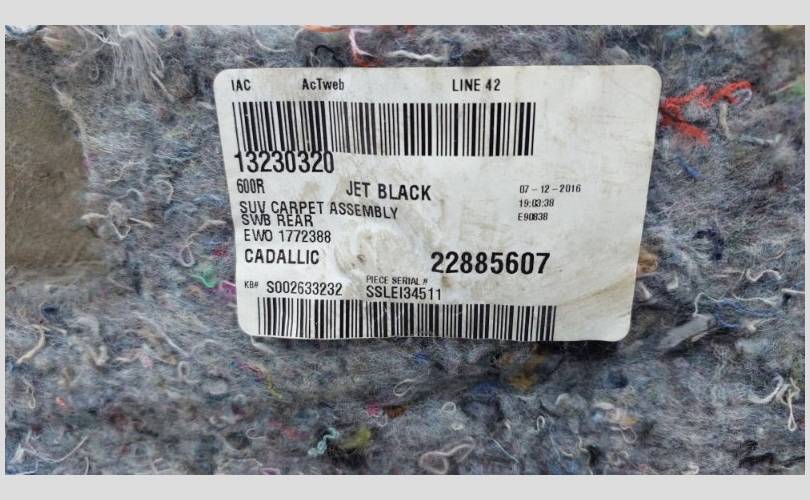 IAC AcTweb LINE 42
13230320
600R JET BLACK 07-12-2016
SUV CARPET ASSEMBLY 19:03:38
SWB REAR E90838
EWO 1772388
CADALLIC 22885607
KB# S002633232 PIECE SERIAL # SSLEI34511